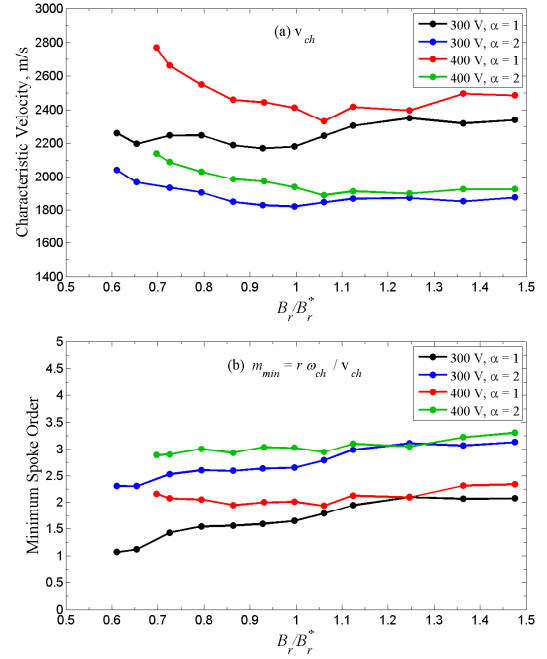 (a) v_ch
300 V, α = 1
300 V, α = 2
400 V, α = 1
400 V, α = 2
Characteristic Velocity, m/s
3000
2800
2600
2400
2200
2000
1800
1600
1400
0.5 0.6 0.7 0.8 0.9 1 1.1 1.2 1.3 1.4 1.5
B_r/B_r^*
(b) m_min = r ω_ch / v_ch
300 V, α = 1
300 V, α = 2
400 V, α = 1
400 V, α = 2
Minimum Spoke Order
5
4.5
4
3.5
3
2.5
2
1.5
1
0.5
0
0.5 0.6 0.7 0.8 0.9 1 1.1 1.2 1.3 1.4 1.5
B_r/B_r^*